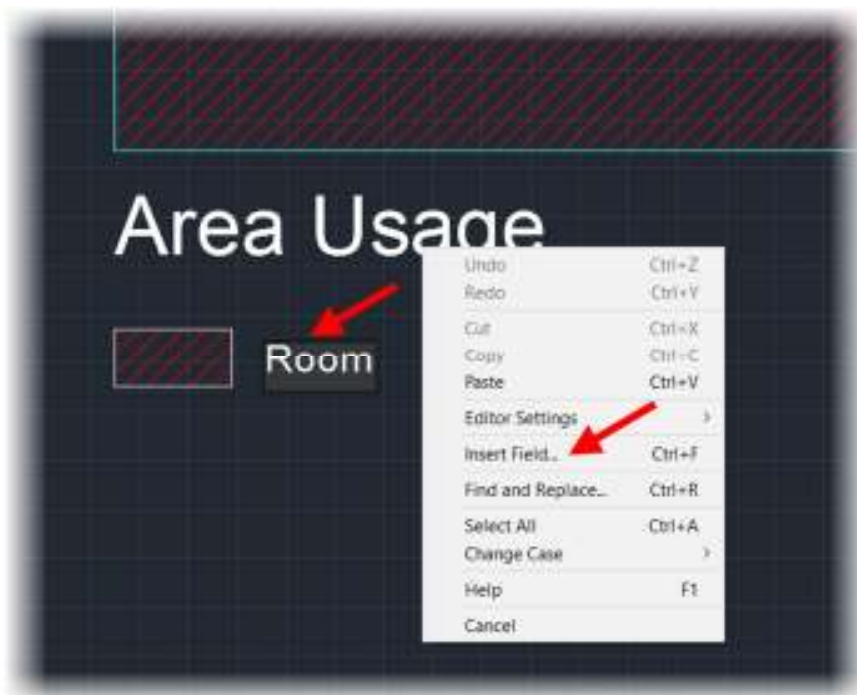 Area Usage
Room
Undo Ctrl+Z
Redo Ctrl+Y
Cut Ctrl+X
Copy Ctrl+C
Paste Ctrl+V
Editor Settings
Insert Field... Ctrl+F
Find and Replace... Ctrl+R
Select All Ctrl+A
Change Case
Help F1
Cancel